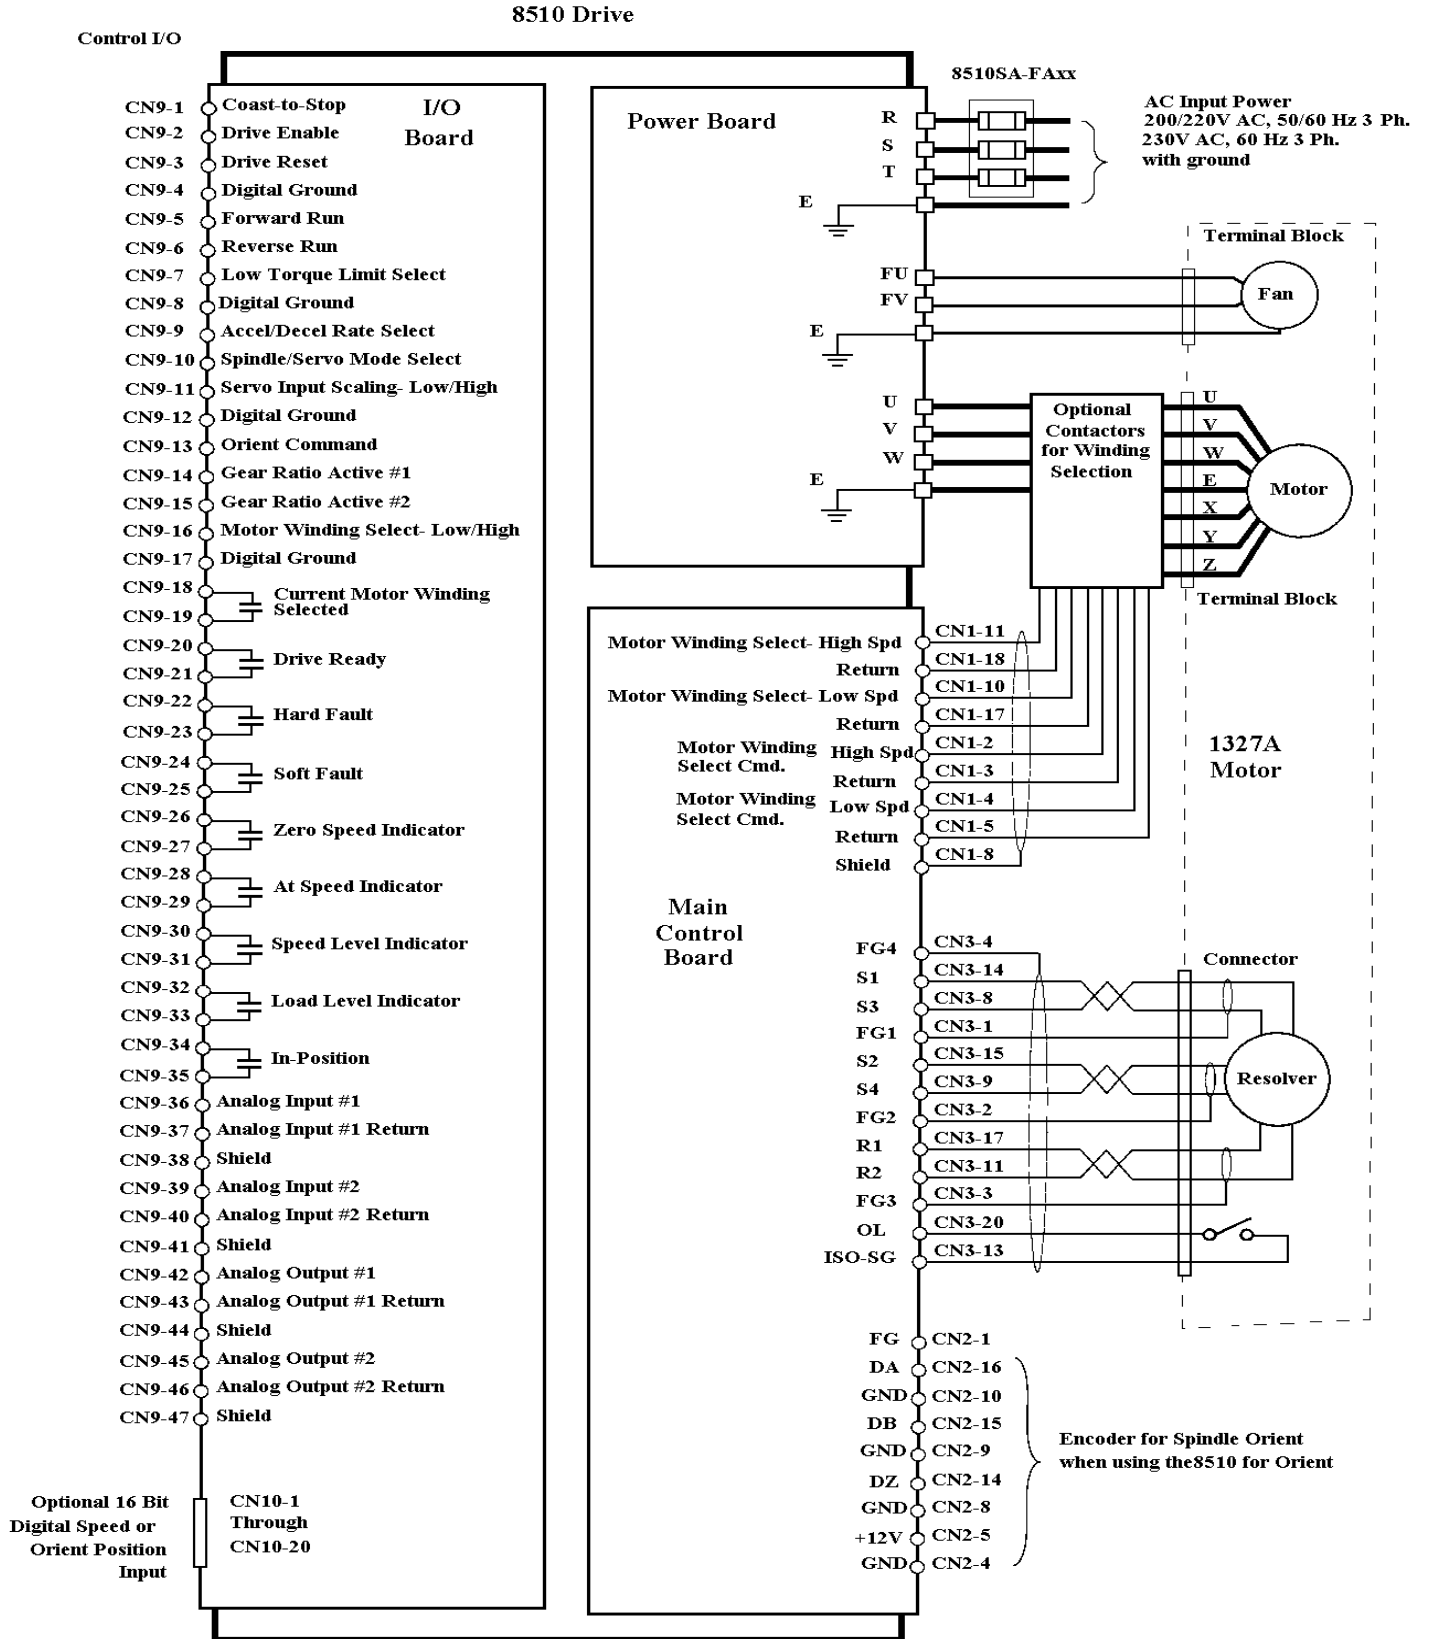 8510 Drive
Control I/O
I/O
Board
CN9-1 Coast-to-Stop
CN9-2 Drive Enable
CN9-3 Drive Reset
CN9-4 Digital Ground
CN9-5 Forward Run
CN9-6 Reverse Run
CN9-7 Low Torque Limit Select
CN9-8 Digital Ground
CN9-9 Accel/Decel Rate Select
CN9-10 Spindle/Servo Mode Select
CN9-11 Servo Input Scaling- Low/High
CN9-12 Digital Ground
CN9-13 Orient Command
CN9-14 Gear Ratio Active #1
CN9-15 Gear Ratio Active #2
CN9-16 Motor Winding Select- Low/High
CN9-17 Digital Ground
CN9-18
CN9-19
Current Motor Winding
Selected
CN9-20
CN9-21
Drive Ready
CN9-22
CN9-23
Hard Fault
CN9-24
CN9-25
Soft Fault
CN9-26
CN9-27
Zero Speed Indicator
CN9-28
CN9-29
At Speed Indicator
CN9-30
CN9-31
Speed Level Indicator
CN9-32
CN9-33
Load Level Indicator
CN9-34
CN9-35
In-Position
CN9-36 Analog Input #1
CN9-37 Analog Input #1 Return
CN9-38 Shield
CN9-39 Analog Input #2
CN9-40 Analog Input #2 Return
CN9-41 Shield
CN9-42 Analog Output #1
CN9-43 Analog Output #1 Return
CN9-44 Shield
CN9-45 Analog Output #2
CN9-46 Analog Output #2 Return
CN9-47 Shield
Optional 16 Bit
Digital Speed or
Orient Position
Input
CN10-1
Through
CN10-20
Power Board
8510SA-FAxx
R
S
T
E
AC Input Power
200/220V AC, 50/60 Hz 3 Ph.
230V AC, 60 Hz 3 Ph.
with ground
FU
FV
E
Terminal Block
Fan
U
V
W
E
Optional
Contactors
for Winding
Selection
U
V
W
E
X
Y
Z
Motor
Terminal Block
1327A
Motor
Main
Control
Board
Motor Winding Select- High Spd CN1-11
Return CN1-18
Motor Winding Select- Low Spd CN1-10
Return CN1-17
Motor Winding
Select Cmd.
High Spd CN1-2
Return CN1-3
Motor Winding
Select Cmd.
Low Spd CN1-4
Return CN1-5
Shield CN1-8
FG4 CN3-4
S1 CN3-14
S3 CN3-8
FG1 CN3-1
S2 CN3-15
S4 CN3-9
FG2 CN3-2
R1 CN3-17
R2 CN3-11
FG3 CN3-3
OL CN3-20
ISO-SG CN3-13
Connector
Resolver
FG CN2-1
DA CN2-16
GND CN2-10
DB CN2-15
GND CN2-9
DZ CN2-14
GND CN2-8
+12V CN2-5
GND CN2-4
Encoder for Spindle Orient
when using the8510 for Orient